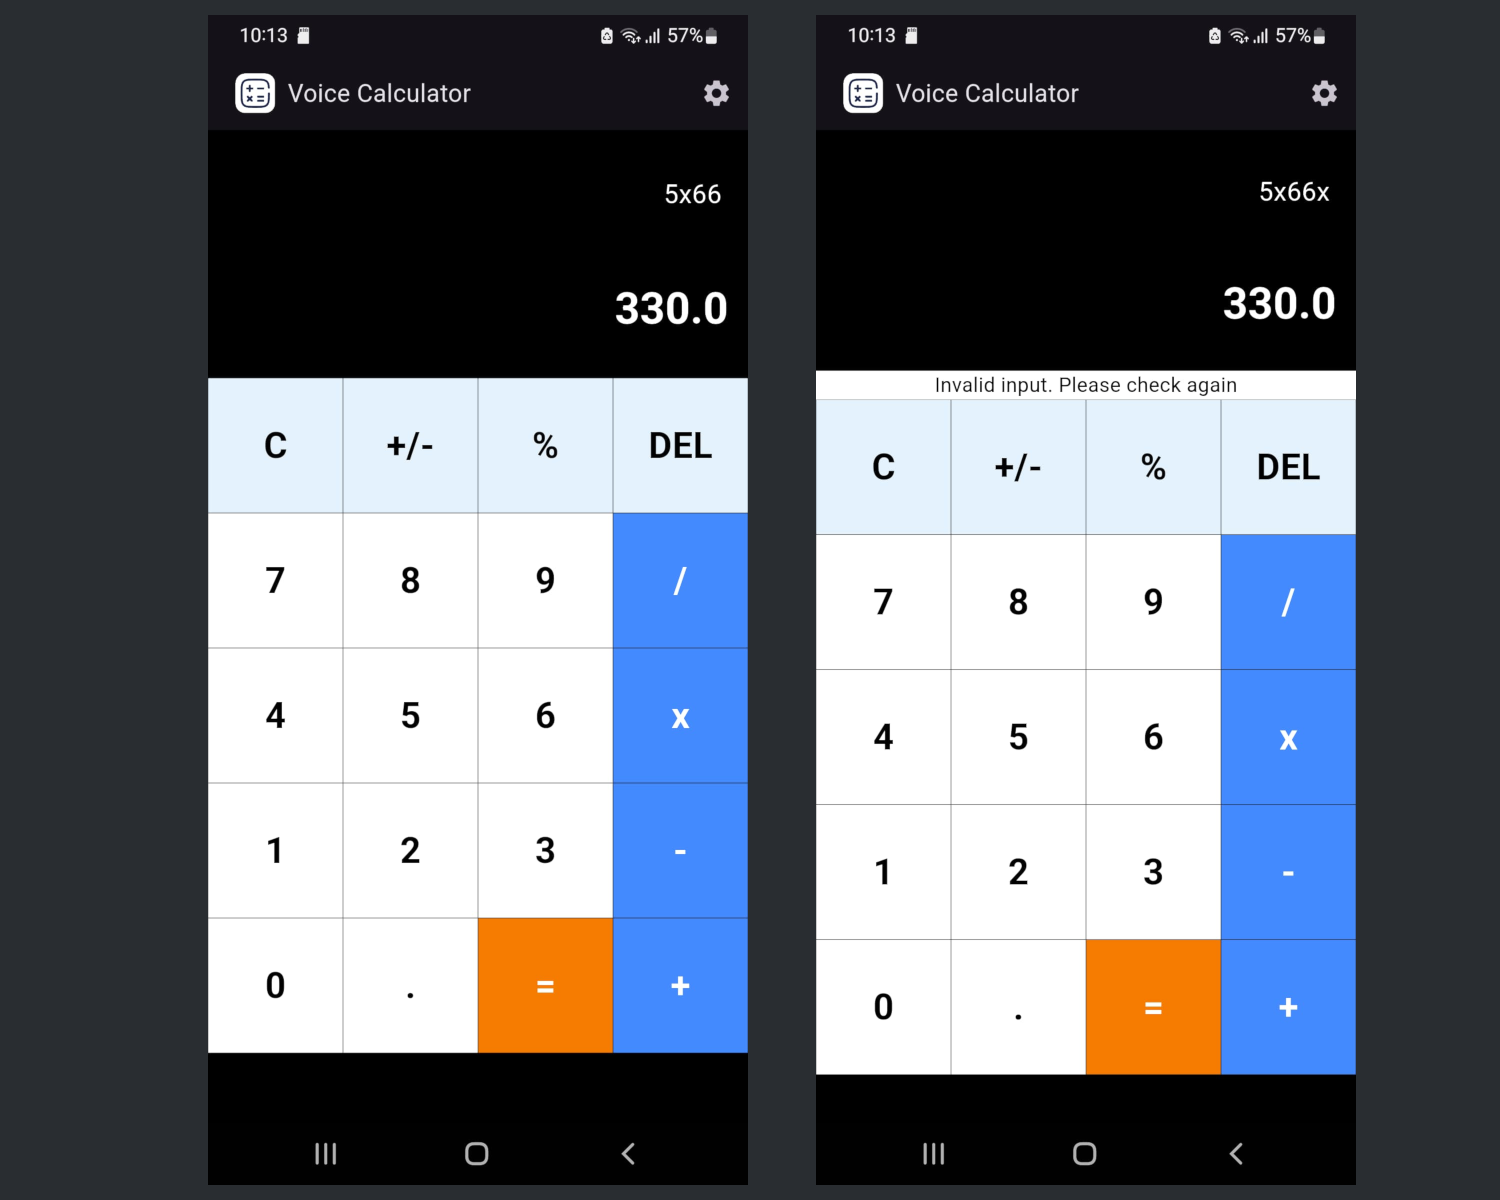 10:13 57%
Voice Calculator
5x66
330.0
C +/- % DEL
7 8 9 /
4 5 6 x
1 2 3 -
0 . = +
10:13 57%
Voice Calculator
5x66x
330.0
Invalid input. Please check again
C +/- % DEL
7 8 9 /
4 5 6 x
1 2 3 -
0 . = +